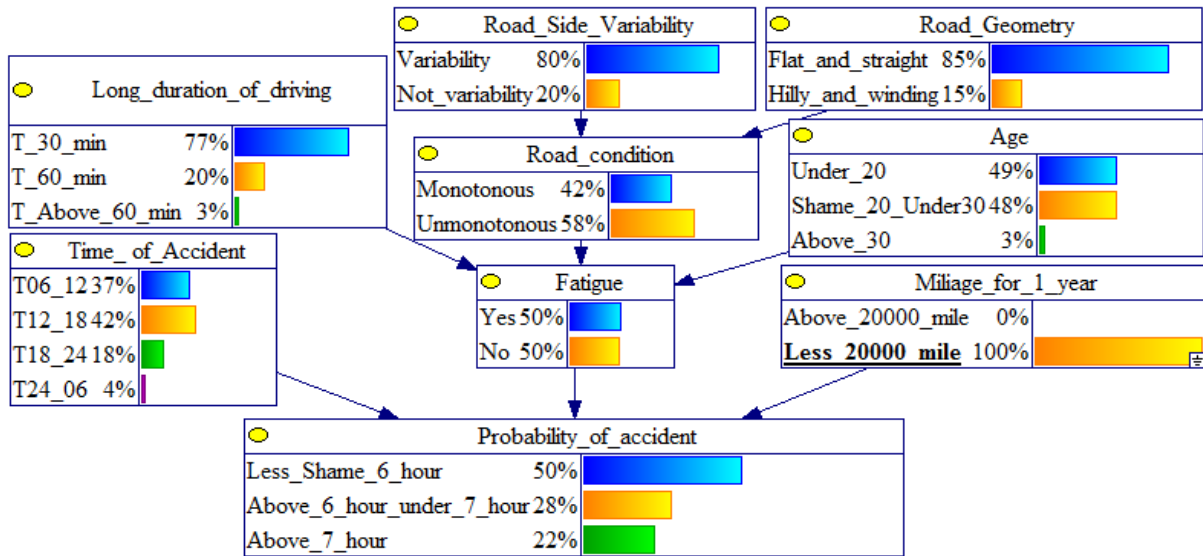 Road_Side_Variability
Variability 80%
Not_variability 20%
Road_Geometry
Flat_and_straight 85%
Hilly_and_winding 15%
Long_duration_of_driving
T_30_min 77%
T_60_min 20%
T_Above_60_min 3%
Road_condition
Monotonous 42%
Unmonotonous 58%
Age
Under_20 49%
Shame_20_Under30 48%
Above_30 3%
Time_ of_Accident
T06_12 37%
T12_18 42%
T18_24 18%
T24_06 4%
Fatigue
Yes 50%
No 50%
Miliage_for_1_year
Above_20000_mile 0%
Less_20000_mile 100%
Probability_of_accident
Less_Shame_6_hour 50%
Above_6_hour_under_7_hour 28%
Above_7_hour 22%